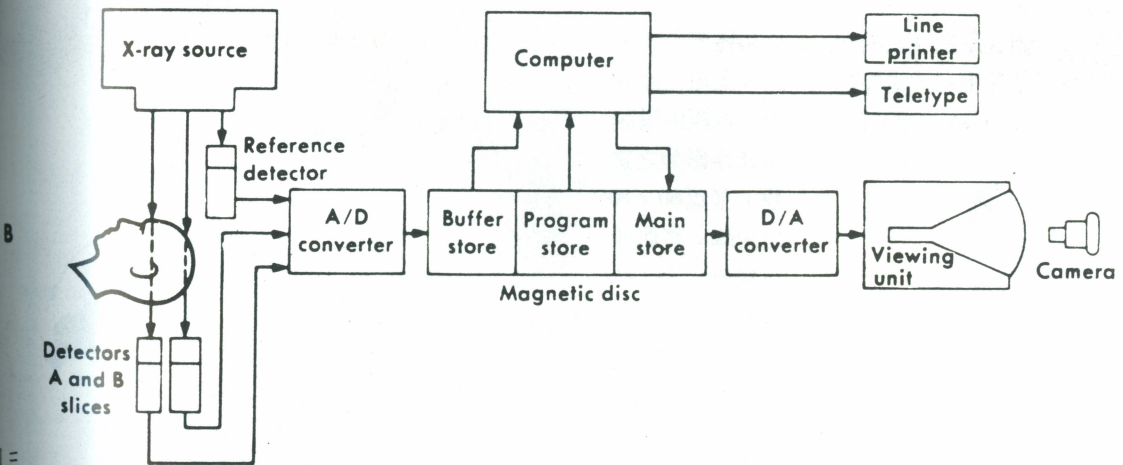 X-ray source
Reference
detector
B
Detectors
A and B
slices
A/D
converter
Computer
Buffer
store
Program
store
Main
store
Magnetic disc
D/A
converter
Line
printer
Teletype
Viewing
unit
Camera
=